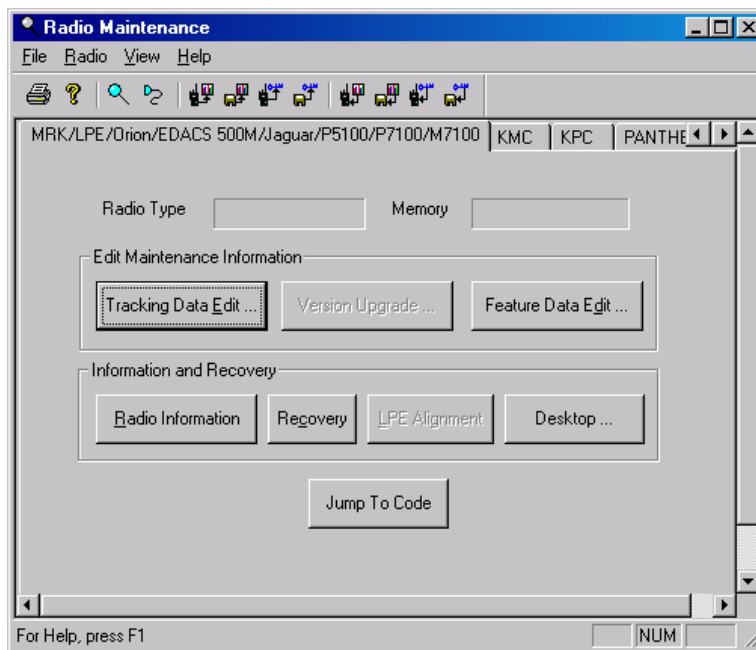 Radio Maintenance
File Radio View Help
MRK/LPE/Orion/EDACS 500M/Jaguar/P5100/P7100/M7100 KMC KPC PANTHE
Radio Type Memory
Edit Maintenance Information
Tracking Data Edit ... Version Upgrade ... Feature Data Edit ...
Information and Recovery
Radio Information Recovery LPE Alignment Desktop ...
Jump To Code
For Help, press F1 NUM